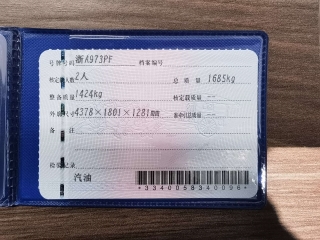 号牌号码 浙A973PF 档案编号
核定载人数 2人 总质量 1685kg
整备质量 1424kg 核定载质量 --
外廓尺寸 4378×1801×1281mm 准牵引总质量 --
备注
检验记录
汽油
*3340058340096*